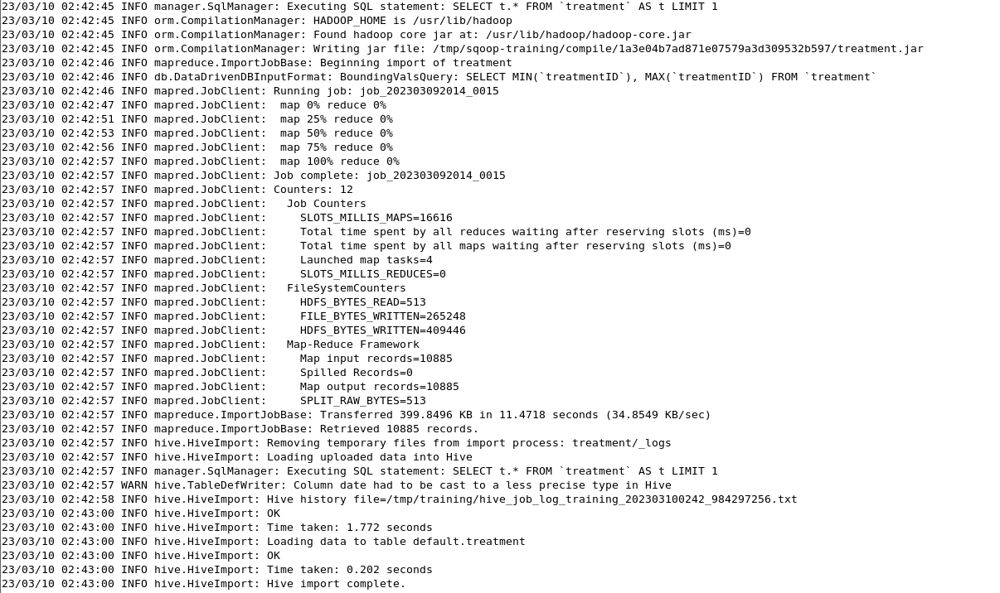 23/03/10 02:42:45 INFO manager.SqlManager: Executing SQL statement: SELECT t.* FROM `treatment` AS t LIMIT 1
23/03/10 02:42:45 INFO orm.CompilationManager: HADOOP_HOME is /usr/lib/hadoop
23/03/10 02:42:45 INFO orm.CompilationManager: Found hadoop core jar at: /usr/lib/hadoop/hadoop-core.jar
23/03/10 02:42:45 INFO orm.CompilationManager: Writing jar file: /tmp/sqoop-training/compile/1a3e04b7ad871e07579a3d309532b597/treatment.jar
23/03/10 02:42:46 INFO mapreduce.ImportJobBase: Beginning import of treatment
23/03/10 02:42:46 INFO db.DataDrivenDBInputFormat: BoundingValsQuery: SELECT MIN(`treatmentID`), MAX(`treatmentID`) FROM `treatment`
23/03/10 02:42:46 INFO mapred.JobClient: Running job: job_202303092014_0015
23/03/10 02:42:47 INFO mapred.JobClient:  map 0% reduce 0%
23/03/10 02:42:51 INFO mapred.JobClient:  map 25% reduce 0%
23/03/10 02:42:53 INFO mapred.JobClient:  map 50% reduce 0%
23/03/10 02:42:56 INFO mapred.JobClient:  map 75% reduce 0%
23/03/10 02:42:57 INFO mapred.JobClient:  map 100% reduce 0%
23/03/10 02:42:57 INFO mapred.JobClient: Job complete: job_202303092014_0015
23/03/10 02:42:57 INFO mapred.JobClient: Counters: 12
23/03/10 02:42:57 INFO mapred.JobClient:   Job Counters
23/03/10 02:42:57 INFO mapred.JobClient:     SLOTS_MILLIS_MAPS=16616
23/03/10 02:42:57 INFO mapred.JobClient:     Total time spent by all reduces waiting after reserving slots (ms)=0
23/03/10 02:42:57 INFO mapred.JobClient:     Total time spent by all maps waiting after reserving slots (ms)=0
23/03/10 02:42:57 INFO mapred.JobClient:     Launched map tasks=4
23/03/10 02:42:57 INFO mapred.JobClient:     SLOTS_MILLIS_REDUCES=0
23/03/10 02:42:57 INFO mapred.JobClient:   FileSystemCounters
23/03/10 02:42:57 INFO mapred.JobClient:     HDFS_BYTES_READ=513
23/03/10 02:42:57 INFO mapred.JobClient:     FILE_BYTES_WRITTEN=265248
23/03/10 02:42:57 INFO mapred.JobClient:     HDFS_BYTES_WRITTEN=409446
23/03/10 02:42:57 INFO mapred.JobClient:   Map-Reduce Framework
23/03/10 02:42:57 INFO mapred.JobClient:     Map input records=10885
23/03/10 02:42:57 INFO mapred.JobClient:     Spilled Records=0
23/03/10 02:42:57 INFO mapred.JobClient:     Map output records=10885
23/03/10 02:42:57 INFO mapred.JobClient:     SPLIT_RAW_BYTES=513
23/03/10 02:42:57 INFO mapreduce.ImportJobBase: Transferred 399.8496 KB in 11.4718 seconds (34.8549 KB/sec)
23/03/10 02:42:57 INFO mapreduce.ImportJobBase: Retrieved 10885 records.
23/03/10 02:42:57 INFO hive.HiveImport: Removing temporary files from import process: treatment/_logs
23/03/10 02:42:57 INFO hive.HiveImport: Loading uploaded data into Hive
23/03/10 02:42:57 INFO manager.SqlManager: Executing SQL statement: SELECT t.* FROM `treatment` AS t LIMIT 1
23/03/10 02:42:57 WARN hive.TableDefWriter: Column date had to be cast to a less precise type in Hive
23/03/10 02:42:58 INFO hive.HiveImport: Hive history file=/tmp/training/hive_job_log_training_202303100242_984297256.txt
23/03/10 02:43:00 INFO hive.HiveImport: OK
23/03/10 02:43:00 INFO hive.HiveImport: Time taken: 1.772 seconds
23/03/10 02:43:00 INFO hive.HiveImport: Loading data to table default.treatment
23/03/10 02:43:00 INFO hive.HiveImport: OK
23/03/10 02:43:00 INFO hive.HiveImport: Time taken: 0.202 seconds
23/03/10 02:43:00 INFO hive.HiveImport: Hive import complete.